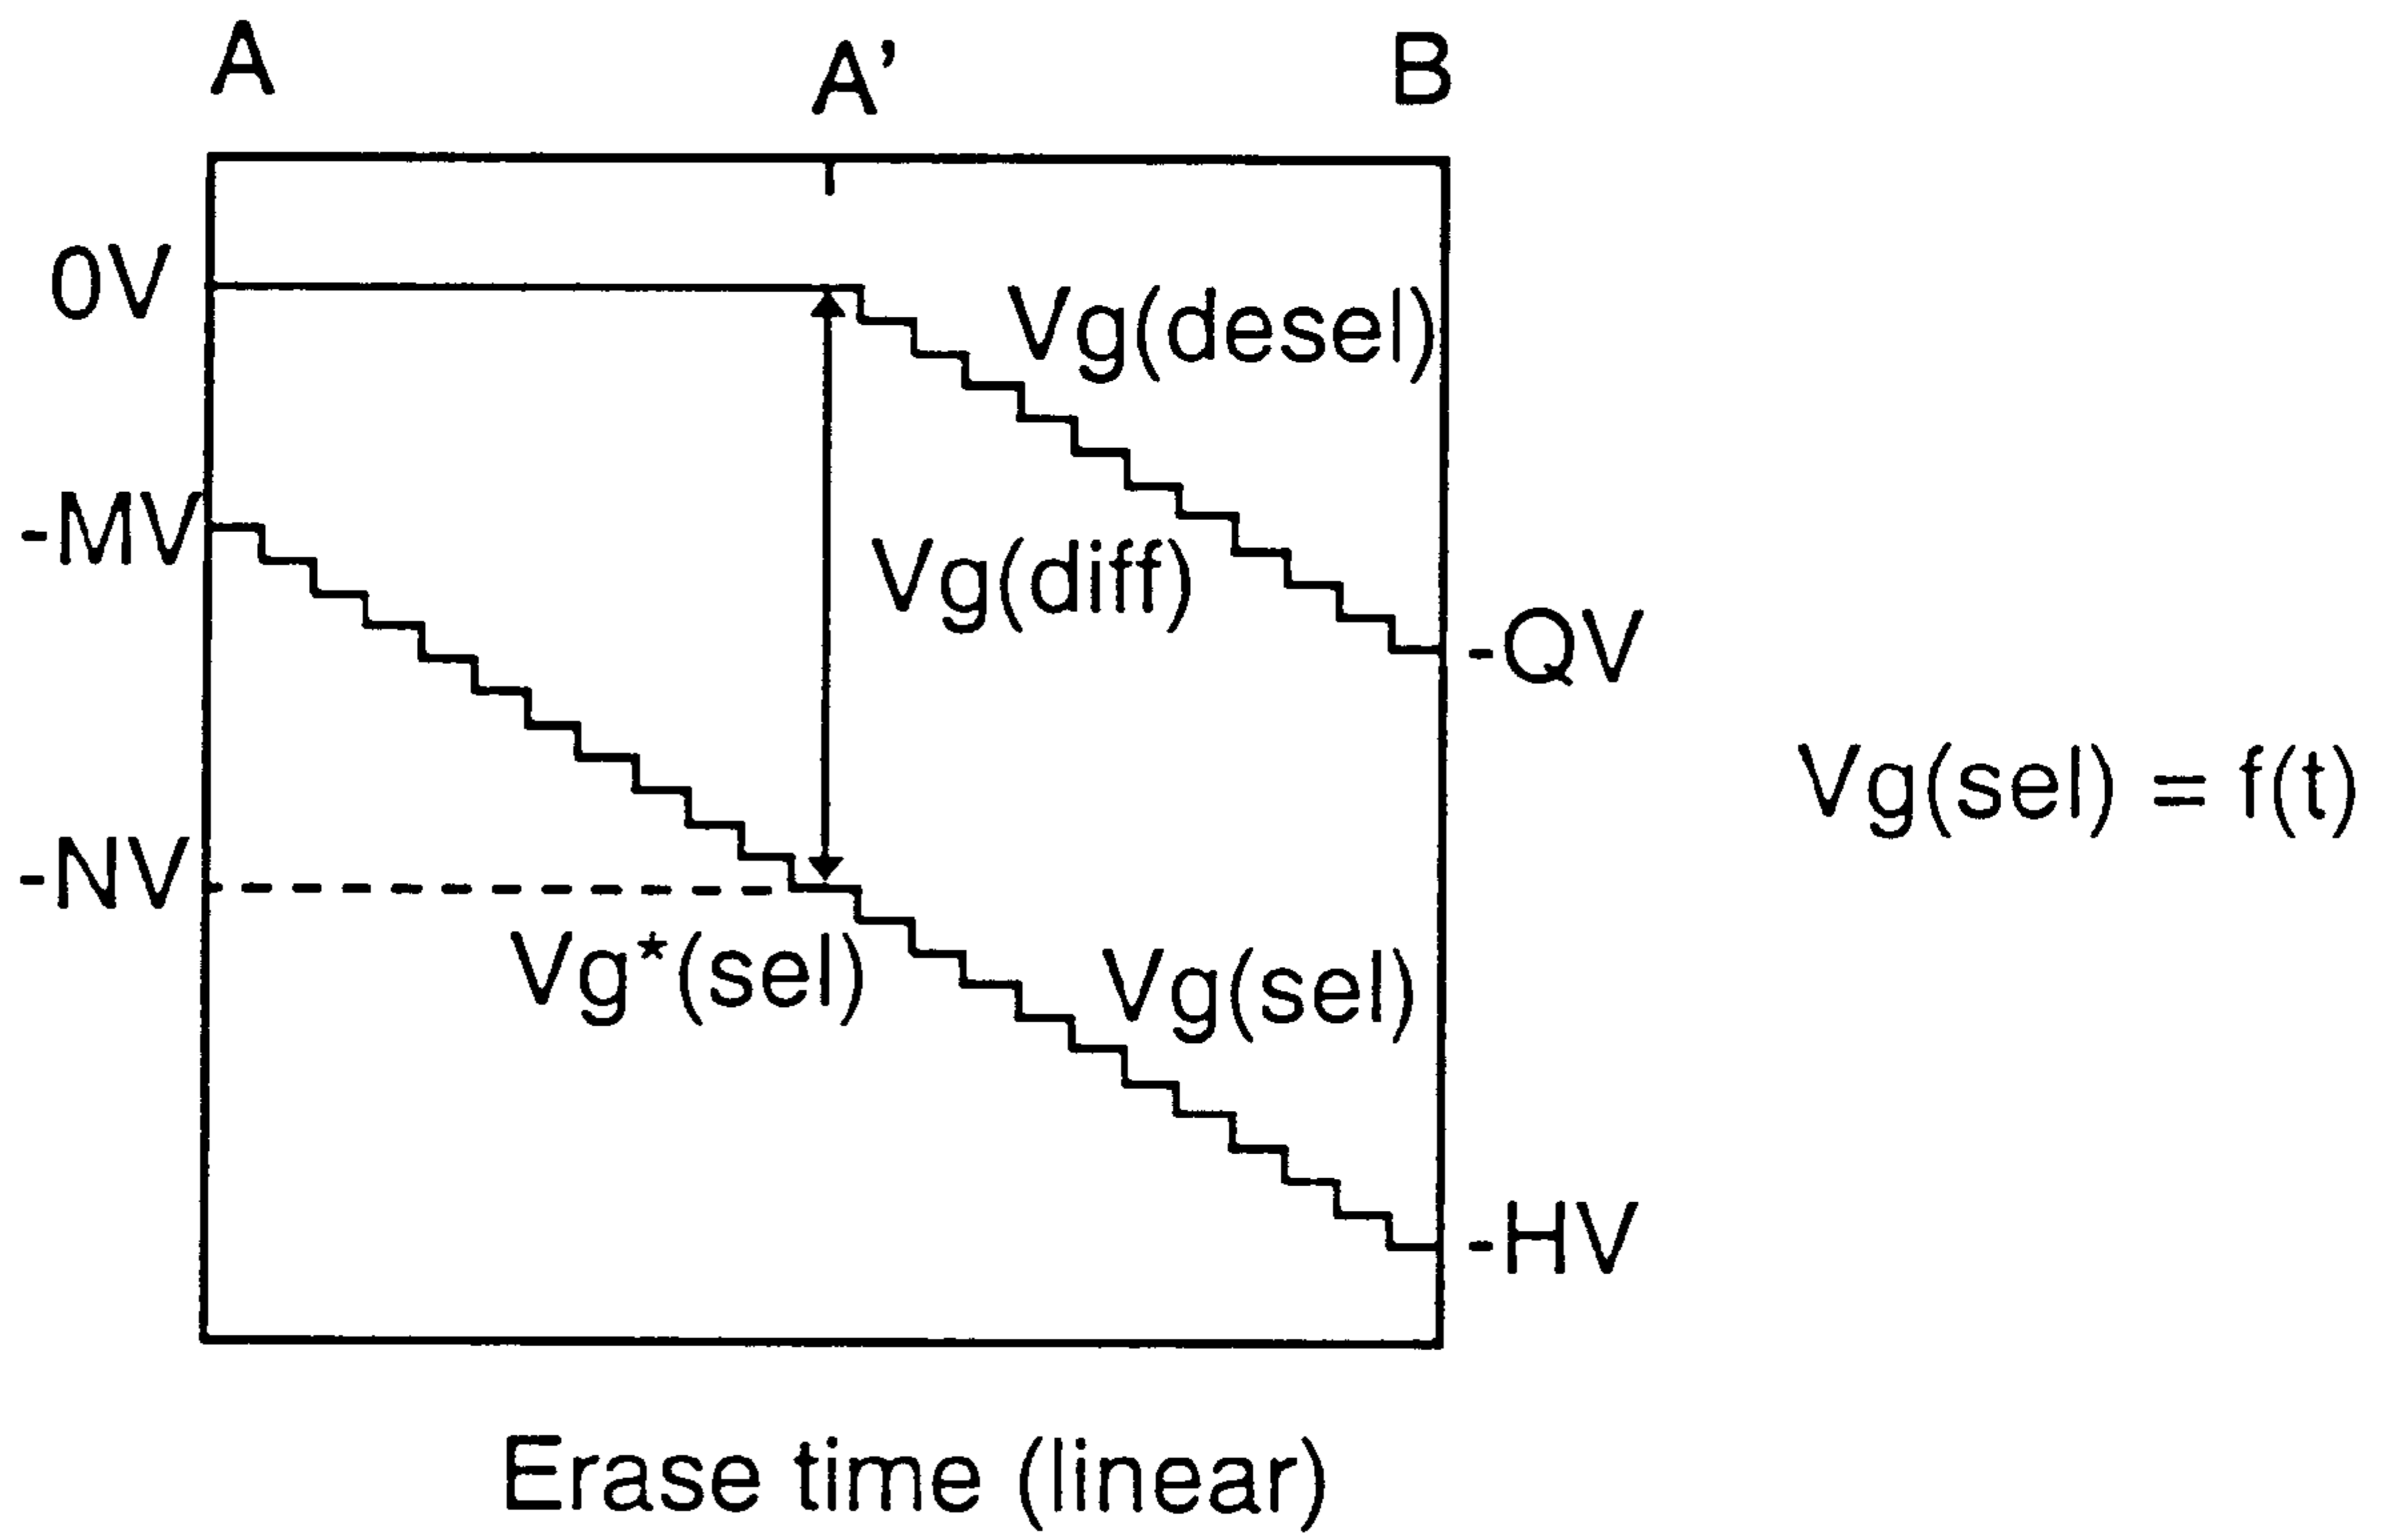 A
A’
B
0V
Vg(desel)
-MV
Vg(diff)
-QV
Vg(sel) = f(t)
-NV
Vg*(sel)
Vg(sel)
-HV
Erase time (linear)